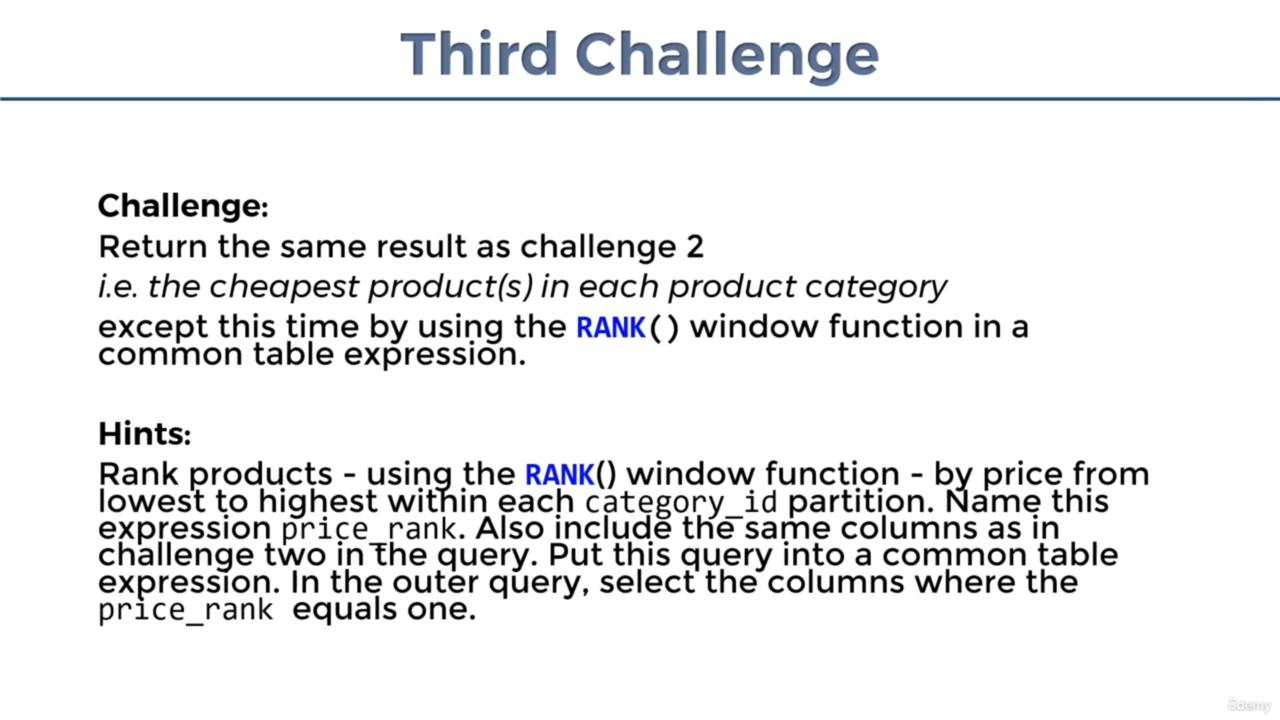 Third Challenge
Challenge:
Return the same result as challenge 2
i.e. the cheapest product(s) in each product category
except this time by using the RANK() window function in a
common table expression.
Hints:
Rank products - using the RANK() window function - by price from
lowest to highest within each category_id partition. Name this
expression price_rank. Also include the same columns as in
challenge two in the query. Put this query into a common table
expression. In the outer query, select the columns where the
price_rank equals one.
ûdemy